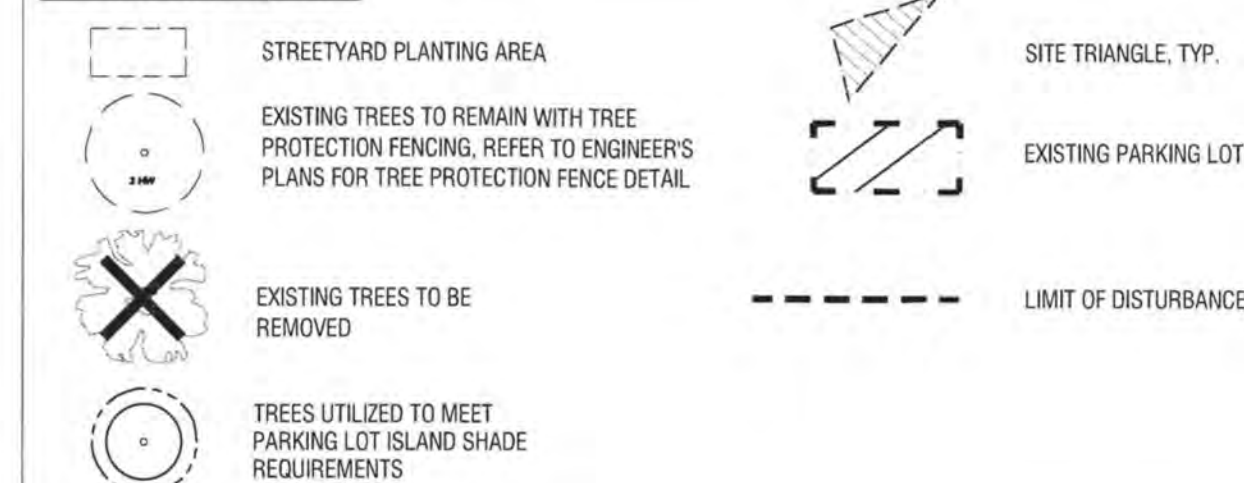 STREETYARD PLANTING AREA
EXISTING TREES TO REMAIN WITH TREE
PROTECTION FENCING, REFER TO ENGINEER'S
PLANS FOR TREE PROTECTION FENCE DETAIL
EXISTING TREES TO BE
REMOVED
TREES UTILIZED TO MEET
PARKING LOT ISLAND SHADE
REQUIREMENTS
SITE TRIANGLE, TYP.
EXISTING PARKING LOT
LIMIT OF DISTURBANCE